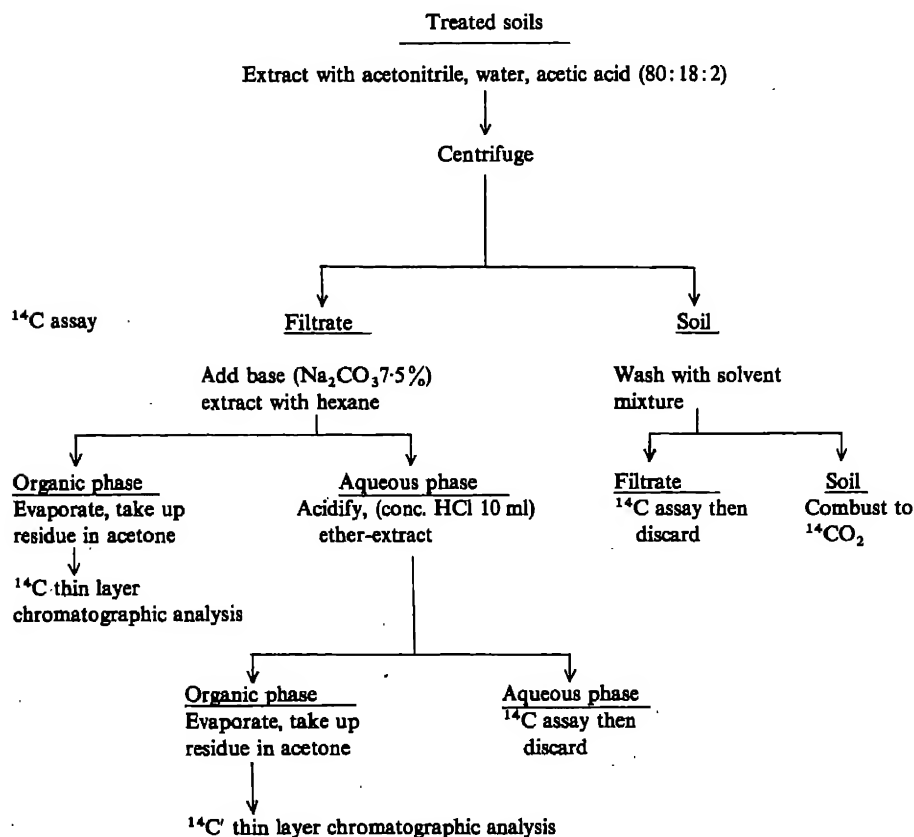 Treated soils
Extract with acetonitrile, water, acetic acid (80:18:2)
Centrifuge
¹⁴C assay
Filtrate
Soil
Add base (Na₂CO₃7·5%)
extract with hexane
Wash with solvent
mixture
Organic phase
Evaporate, take up
residue in acetone
Aqueous phase
Acidify, (conc. HCl 10 ml)
ether-extract
Filtrate
¹⁴C assay then
discard
Soil
Combust to
¹⁴CO₂
¹⁴C thin layer
chromatographic analysis
Organic phase
Evaporate, take up
residue in acetone
Aqueous phase
¹⁴C assay then
discard
¹⁴C' thin layer chromatographic analysis